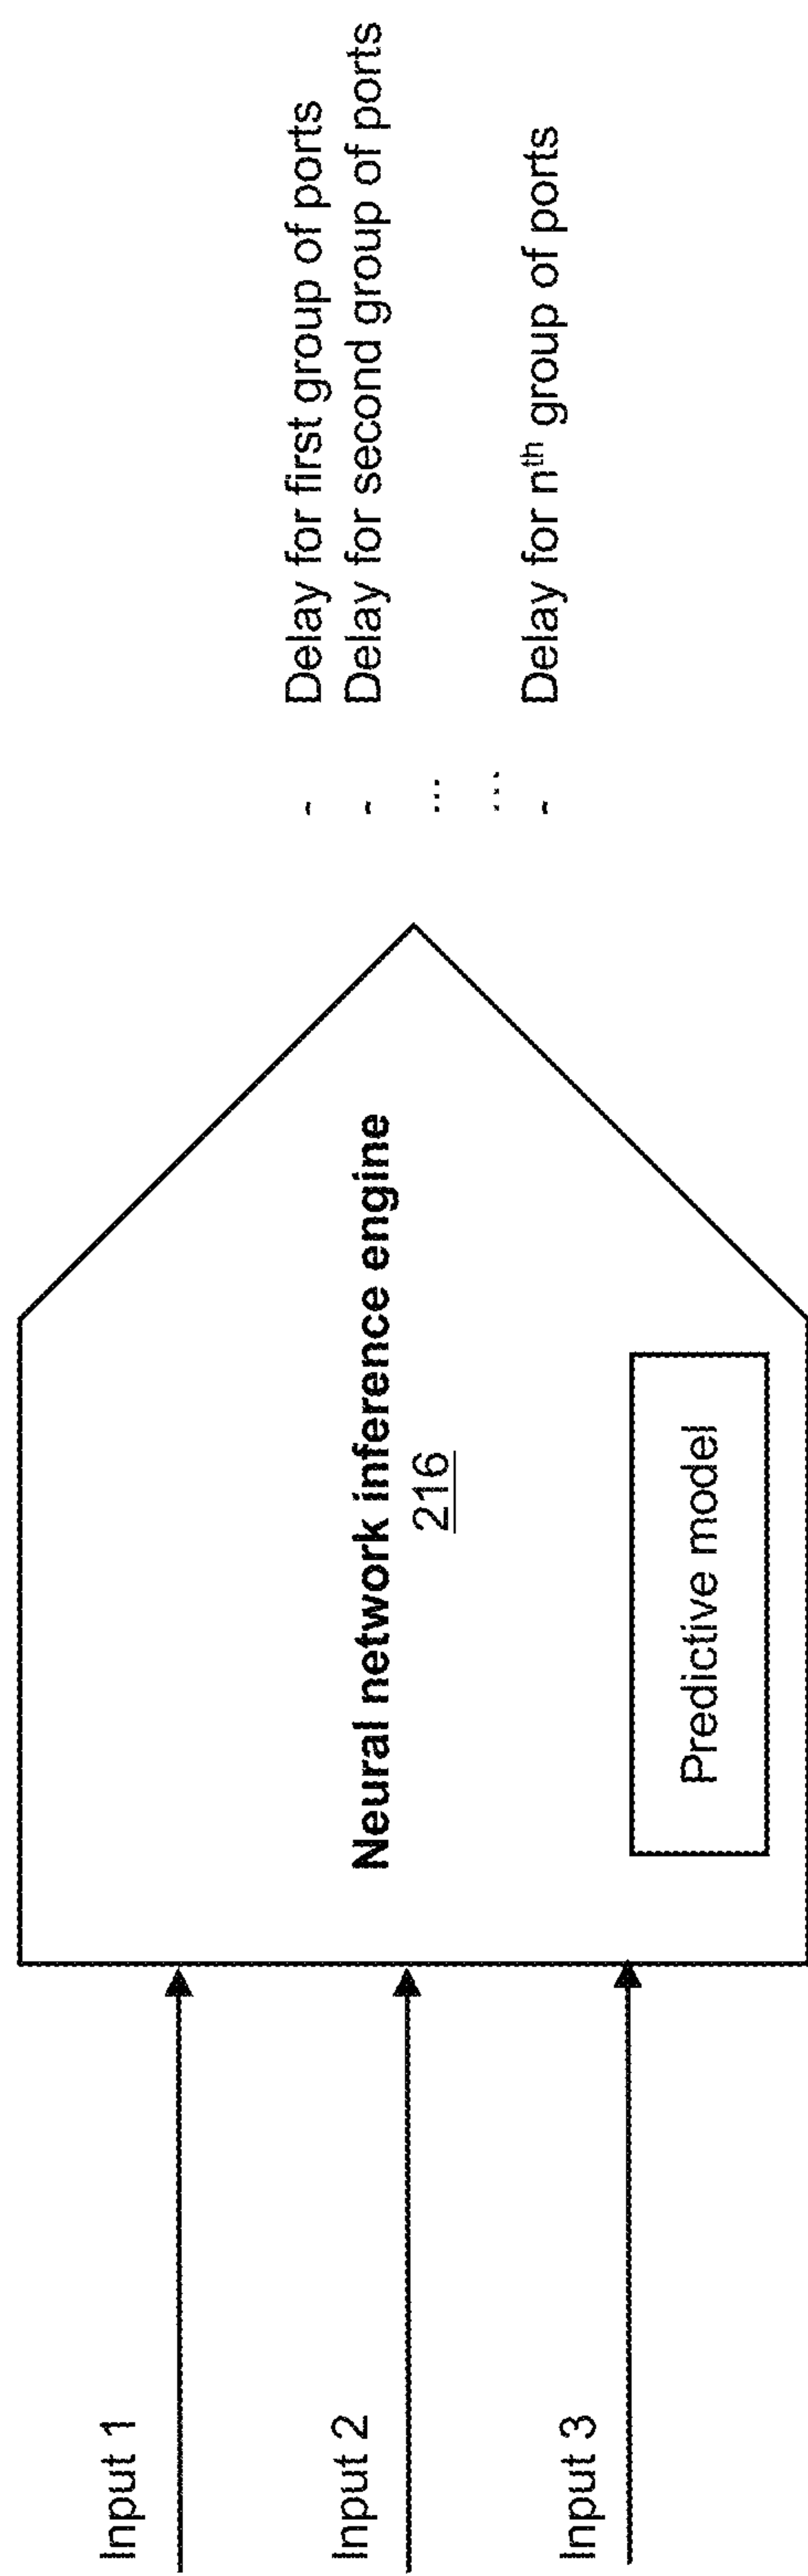 Input 1
Input 2
Input 3
Neural network inference engine
216
Predictive model
- Delay for first group of ports
- Delay for second group of ports
...
...
- Delay for nth group of ports